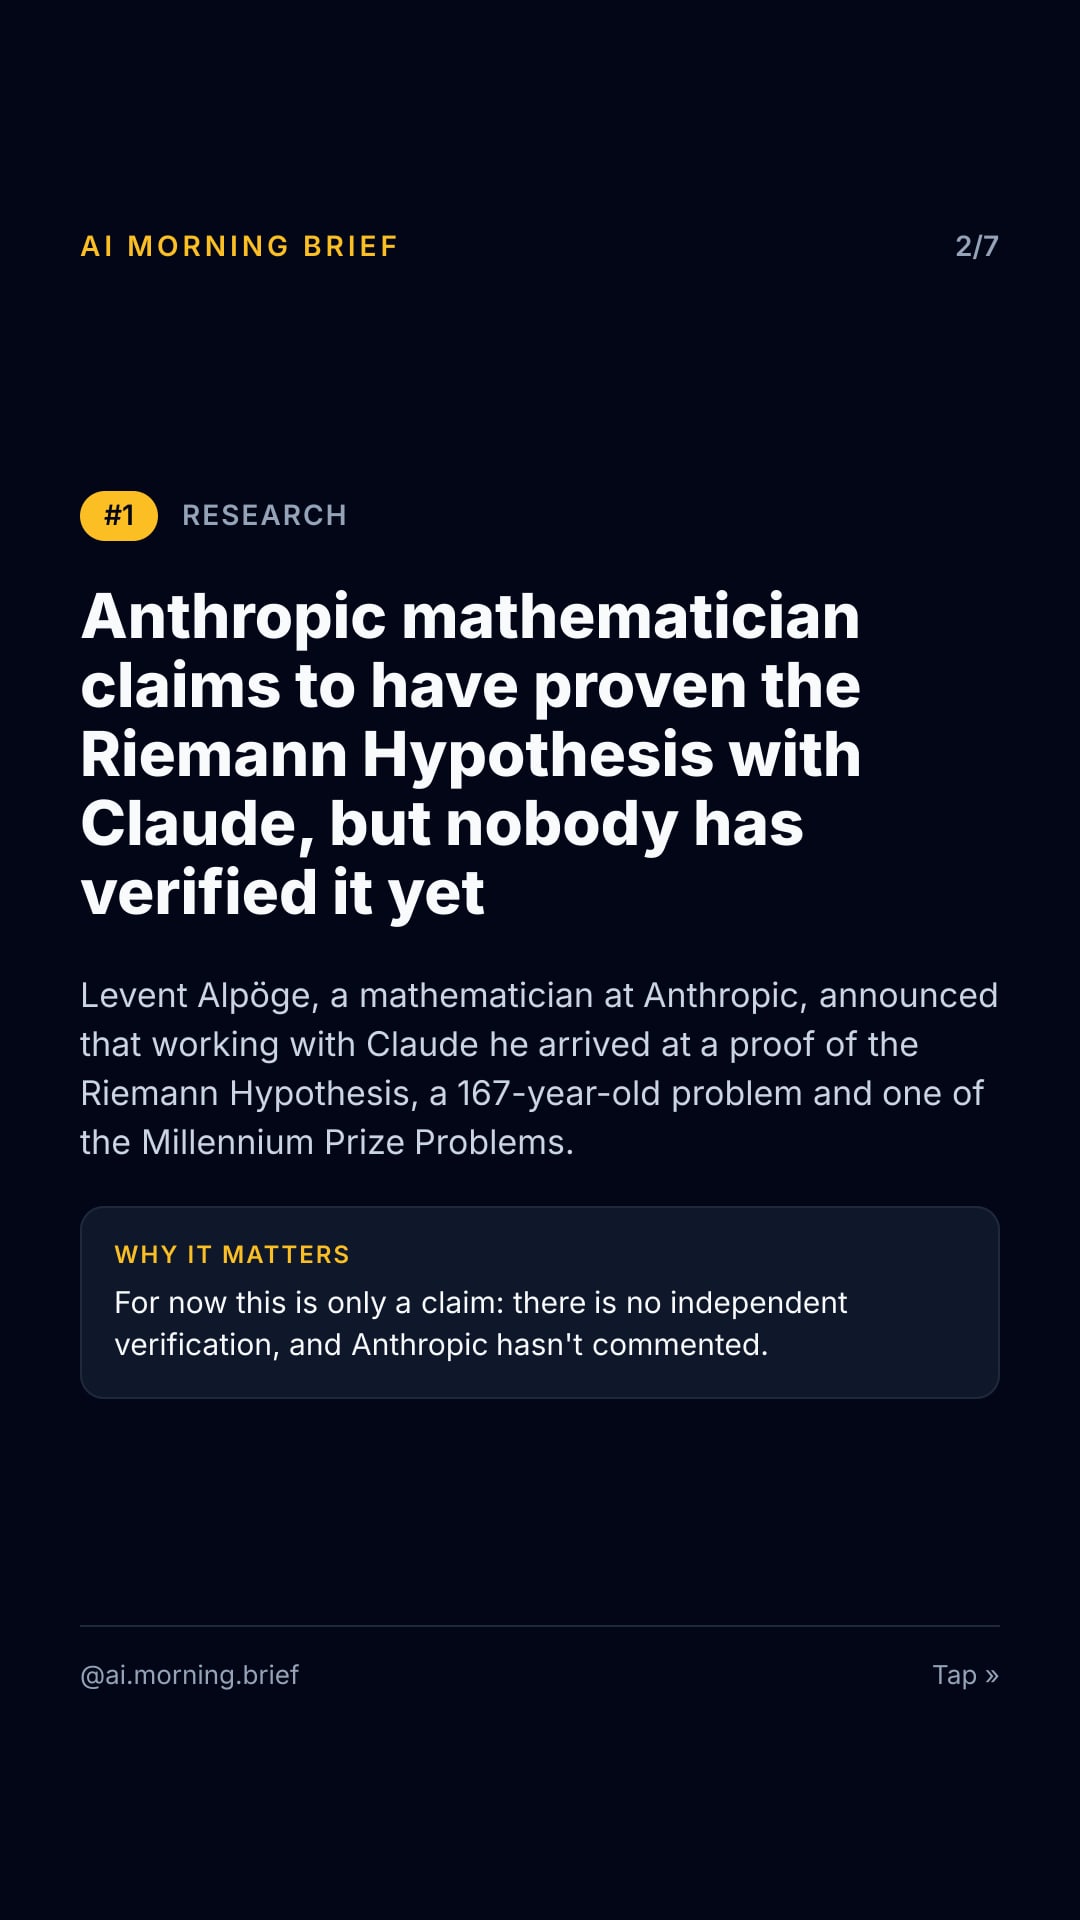 AI MORNING BRIEF
2/7
#1 RESEARCH
Anthropic mathematician
claims to have proven the
Riemann Hypothesis with
Claude, but nobody has
verified it yet
Levent Alpöge, a mathematician at Anthropic, announced
that working with Claude he arrived at a proof of the
Riemann Hypothesis, a 167-year-old problem and one of
the Millennium Prize Problems.
WHY IT MATTERS
For now this is only a claim: there is no independent
verification, and Anthropic hasn't commented.
@ai.morning.brief
Tap »